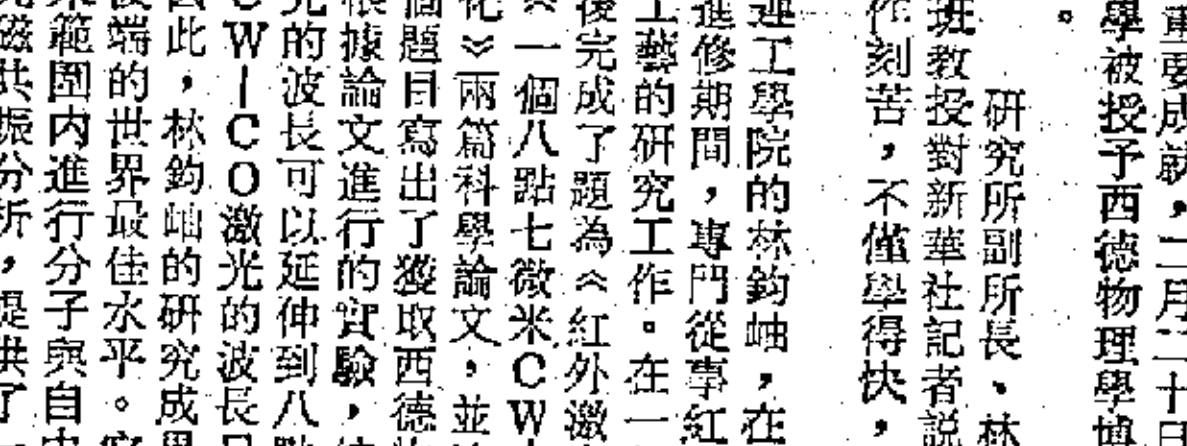 重要成就，二月二十日
學被授予西德物理學博
。
研究所副所長、林
班教授對新華社記者説
作刻苦，不僅學得快，
連工學院的林鈞岫，在
進修期間，專門從事紅
工藝的研究工作。在一
後完成了題為《紅外激
《一個八點七微米CW
化》兩篇科學論文，並
個題目寫出了獲取西德物
根據論文進行的實驗，
的波長可以延伸到八點
CW—CO激光的波長
因此，林鈞岫的研究成果
端的世界最佳水平。
範圍内進行分子與自由
磁共振分析，提供了